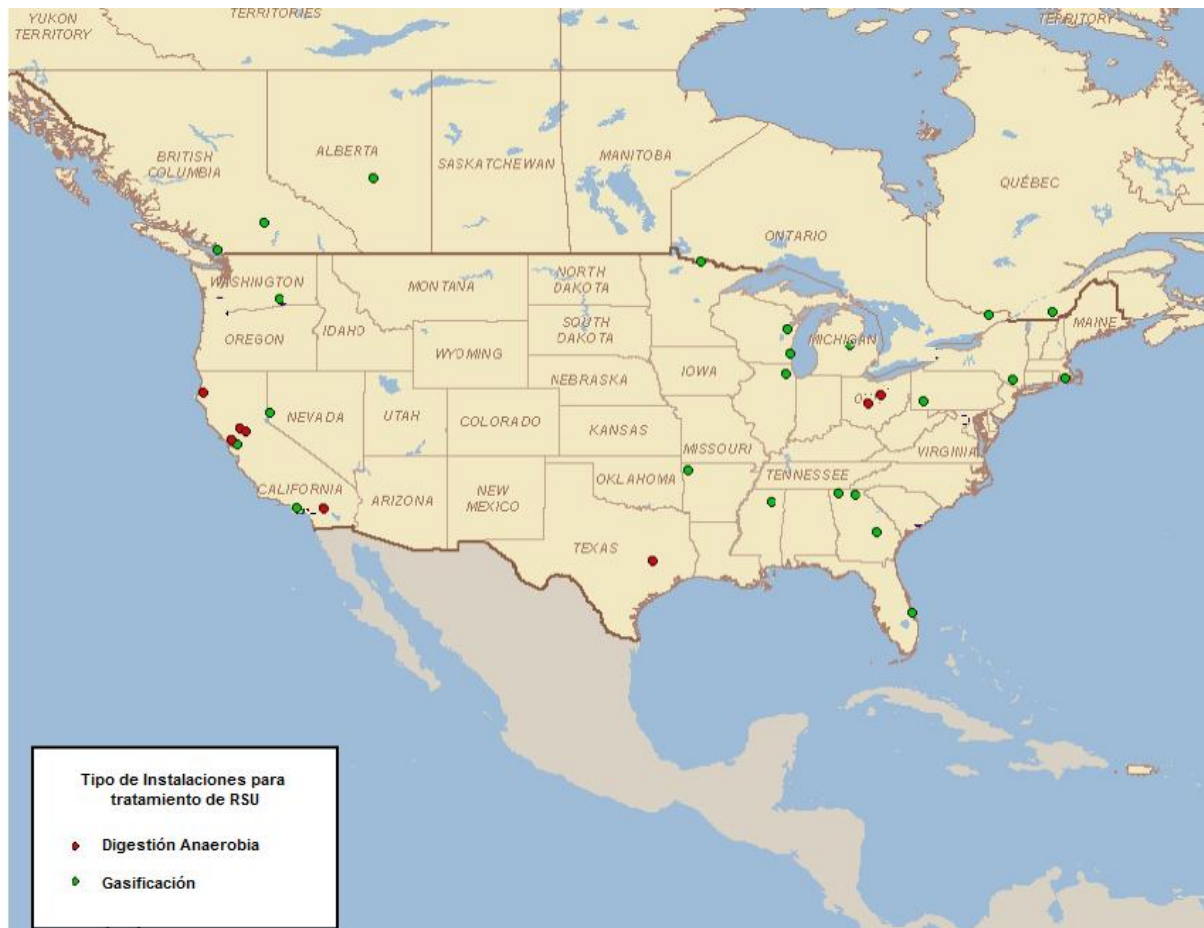 YUKON
TERRITORY
TERRITORIES
TERRITORY
BRITISH
COLUMBIA
ALBERTA
SASKATCHEWAN
MANITOBA
ONTARIO
QUÉBEC
WASHINGTON
MONTANA
NORTH
DAKOTA
MICHIGAN
MAINE
OREGON
IDAHO
SOUTH
DAKOTA
WYOMING
NEBRASKA
IOWA
NEVADA
UTAH
COLORADO
KANSAS
MISSOURI
VIRGINIA
CALIFORNIA
ARIZONA
NEW
MEXICO
OKLAHOMA
TENNESSEE
TEXAS
Tipo de Instalaciones para
tratamiento de RSU
Digestión Anaerobia
Gasificación